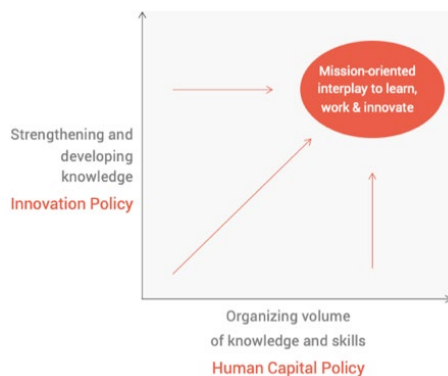 Mission-oriented
interplay to learn,
work & innovate
Strengthening and
developing
knowledge
Innovation Policy
Organizing volume
of knowledge and skills
Human Capital Policy